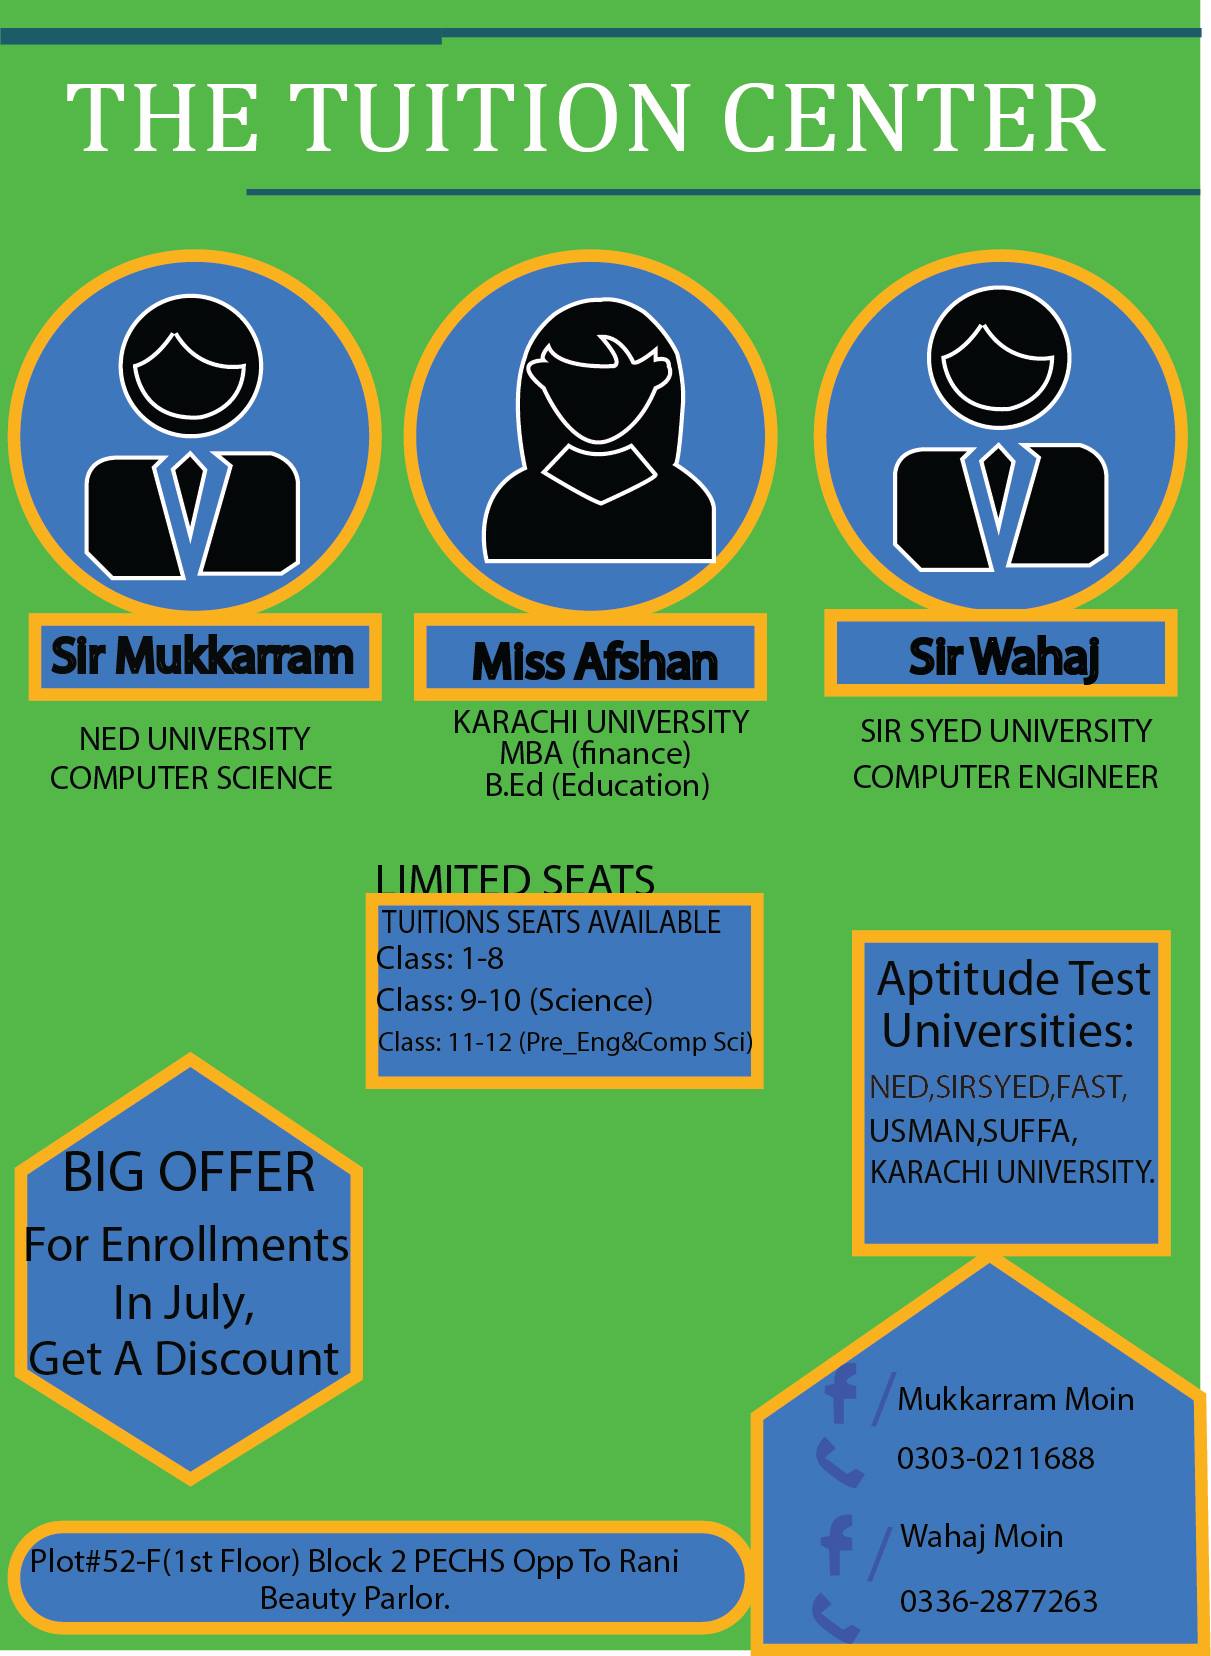 THE TUITION CENTER
Sir Mukkarram
NED UNIVERSITY
COMPUTER SCIENCE
Miss Afshan
KARACHI UNIVERSITY
MBA (finance)
B.Ed (Education)
Sir Wahaj
SIR SYED UNIVERSITY
COMPUTER ENGINEER
LIMITED SEATS
TUITIONS SEATS AVAILABLE
Class: 1-8
Class: 9-10 (Science)
Class: 11-12 (Pre_Eng&Comp Sci)
Aptitude Test
Universities:
NED,SIRSYED,FAST,
USMAN,SUFFA,
KARACHI UNIVERSITY.
BIG OFFER
For Enrollments
In July,
Get A Discount
f/Mukkarram Moin
0303-0211688
f/Wahaj Moin
0336-2877263
Plot#52-F(1st Floor) Block 2 PECHS Opp To Rani
Beauty Parlor.